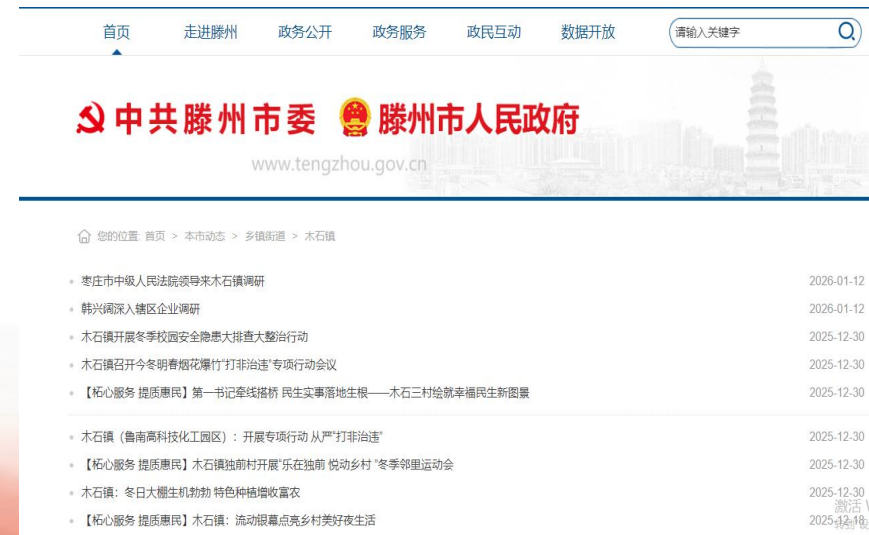 首页 走进滕州 政务公开 政务服务 政民互动 数据开放 请输入关键字
中共滕州市委 滕州市人民政府
www.tengzhou.gov.cn
您的位置: 首页 > 本市动态 > 乡镇街道 > 木石镇
枣庄市中级人民法院领导来木石镇调研 2026-01-12
韩兴阔深入辖区企业调研 2026-01-12
木石镇开展冬季校园安全隐患大排查大整治行动 2025-12-30
木石镇召开今冬明春烟花爆竹“打非治违”专项行动会议 2025-12-30
【柘心服务 提质惠民】第一书记牵线搭桥 民生实事落地生根——木石三村绘就幸福民生新图景 2025-12-30
木石镇（鲁南高科技化工园区）：开展专项行动 从严“打非治违” 2025-12-30
【柘心服务 提质惠民】木石镇独前村开展“乐在独前 悦动乡村 ”冬季邻里运动会 2025-12-30
木石镇：冬日大棚生机勃勃 特色种植增收富农 2025-12-30
【柘心服务 提质惠民】木石镇：流动银幕点亮乡村美好夜生活 2025-12-18
激活